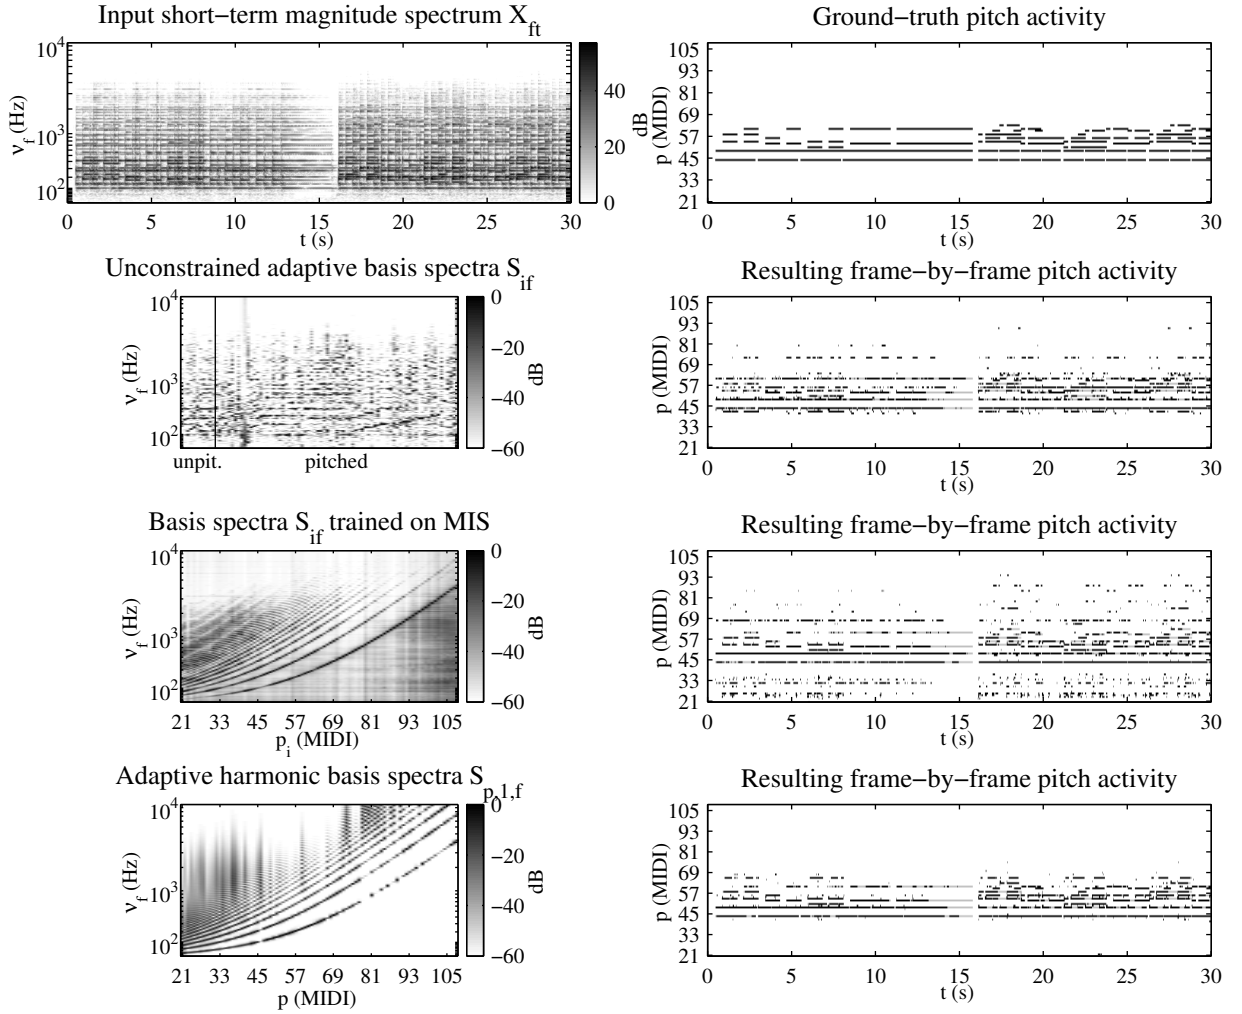 Input short−term magnitude spectrum X_ft
10^4
10^3
10^2
ν_f (Hz)
0 5 10 15 20 25 30
t (s)
40
20
0
dB
Ground−truth pitch activity
105
93
81
69
57
45
33
21
p (MIDI)
0 5 10 15 20 25 30
t (s)
Unconstrained adaptive basis spectra S_if
10^4
10^3
10^2
ν_f (Hz)
unpit. pitched
0
−20
−40
−60
dB
Resulting frame−by−frame pitch activity
105
93
81
69
57
45
33
21
p (MIDI)
0 5 10 15 20 25 30
t (s)
Basis spectra S_if trained on MIS
10^4
10^3
10^2
ν_f (Hz)
21 33 45 57 69 81 93 105
p_i (MIDI)
0
−20
−40
−60
dB
Resulting frame−by−frame pitch activity
105
93
81
69
57
45
33
21
p (MIDI)
0 5 10 15 20 25 30
t (s)
Adaptive harmonic basis spectra S_p,1,f
10^4
10^3
10^2
ν_f (Hz)
21 33 45 57 69 81 93 105
p (MIDI)
0
−20
−40
−60
dB
Resulting frame−by−frame pitch activity
105
93
81
69
57
45
33
21
p (MIDI)
0 5 10 15 20 25 30
t (s)